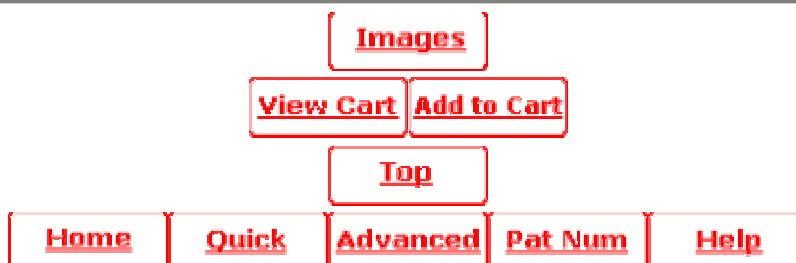 Images
View Cart Add to Cart
Top
Home Quick Advanced Pat Num Help